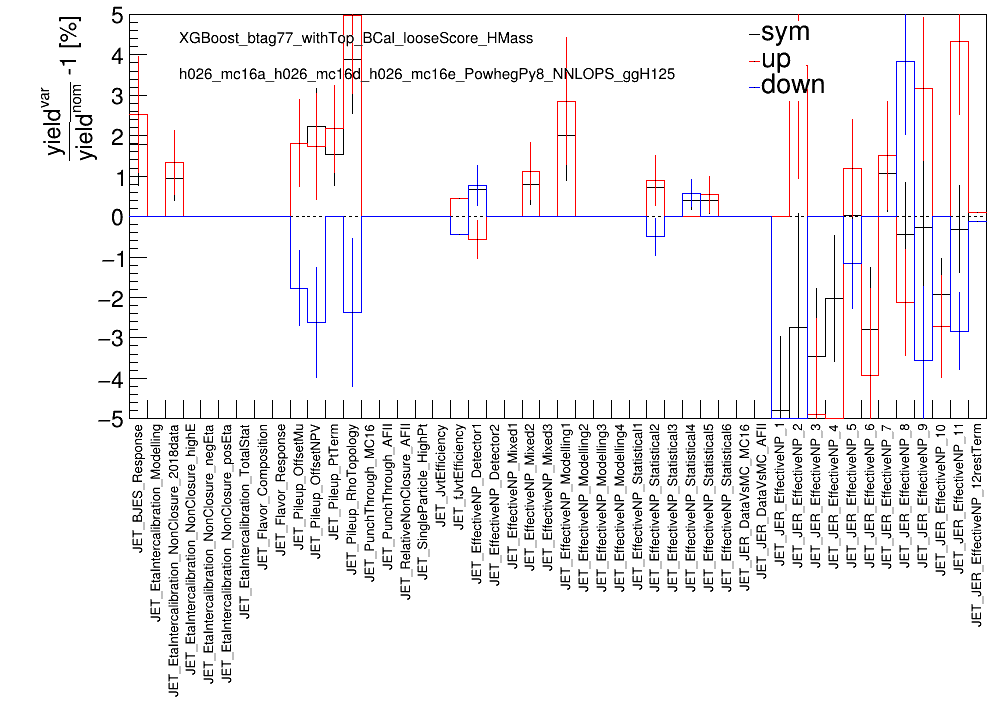 yield^var / yield^nom -1 [%]
5
4
3
2
1
0
−1
−2
−3
−4
−5
XGBoost_btag77_withTop_BCal_looseScore_HMass
h026_mc16a_h026_mc16d_h026_mc16e_PowhegPy8_NNLOPS_ggH125
sym
up
down
JET_BJES_Response
JET_EtaIntercalibration_Modelling
JET_EtaIntercalibration_NonClosure_2018data
JET_EtaIntercalibration_NonClosure_highE
JET_EtaIntercalibration_NonClosure_negEta
JET_EtaIntercalibration_NonClosure_posEta
JET_EtaIntercalibration_TotalStat
JET_Flavor_Composition
JET_Flavor_Response
JET_Pileup_OffsetMu
JET_Pileup_OffsetNPV
JET_Pileup_PtTerm
JET_Pileup_RhoTopology
JET_PunchThrough_MC16
JET_PunchThrough_AFII
JET_RelativeNonClosure_AFII
JET_SingleParticle_HighPt
JET_JvtEfficiency
JET_fJvtEfficiency
JET_EffectiveNP_Detector1
JET_EffectiveNP_Detector2
JET_EffectiveNP_Mixed1
JET_EffectiveNP_Mixed2
JET_EffectiveNP_Mixed3
JET_EffectiveNP_Modelling1
JET_EffectiveNP_Modelling2
JET_EffectiveNP_Modelling3
JET_EffectiveNP_Modelling4
JET_EffectiveNP_Statistical1
JET_EffectiveNP_Statistical2
JET_EffectiveNP_Statistical3
JET_EffectiveNP_Statistical4
JET_EffectiveNP_Statistical5
JET_EffectiveNP_Statistical6
JET_JER_DataVsMC_MC16
JET_JER_DataVsMC_AFII
JET_JER_EffectiveNP_1
JET_JER_EffectiveNP_2
JET_JER_EffectiveNP_3
JET_JER_EffectiveNP_4
JET_JER_EffectiveNP_5
JET_JER_EffectiveNP_6
JET_JER_EffectiveNP_7
JET_JER_EffectiveNP_8
JET_JER_EffectiveNP_9
JET_JER_EffectiveNP_10
JET_JER_EffectiveNP_11
JET_JER_EffectiveNP_12restTerm